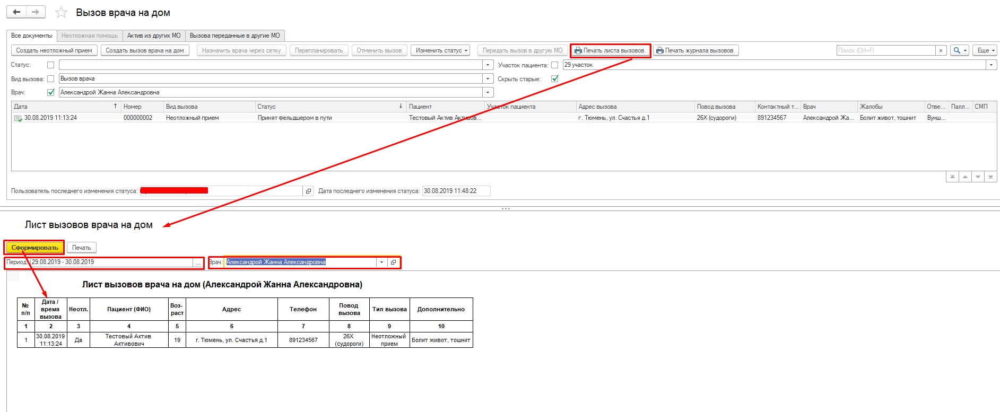 Вызов врача на дом
Все документы Неотложная помощь Актив из других МО Вызова переданные в другие МО
Создать неотложный прием Создать вызов врача на дом Назначить врача через сетку Перепланировать Отменить вызов Изменить статус Передать вызов в другую МО Печать листа вызовов Печать журнала вызовов Поиск (Ctrl+F) × Еще
Статус: Участок пациента: 29 участок
Вид вызова: Вызов врача Скрыть старые:
Врач: Александрой Жанна Александровна
Дата Номер Вид вызова Статус Пациент Участок пациента Адрес вызова Повод вызова Контактный т... Врач Жалобы Отве... Палл... СМП
30.08.2019 11:13:24 000000002 Неотложный прием Принят фельдшером в пути Тестовый Актив Активов... г. Тюмень, ул. Счастья д.1 26Х (судороги) 891234567 Александрой Жа... Болит живот, тошнит Вунш...
Пользователь последнего изменения статуса: Дата последнего изменения статуса: 30.08.2019 11:48:22
Лист вызовов врача на дом
Сформировать Печать
Период: 29.08.2019 - 30.08.2019 ... Врач: Александрой Жанна Александровна
Лист вызовов врача на дом (Александрой Жанна Александровна)
№ п/п Дата / время вызова Неотл. Пациент (ФИО) Воз-раст Адрес Телефон Повод вызова Тип вызова Дополнительно
1 2 3 4 5 6 7 8 9 10
1 30.08.2019 11:13:24 Да Тестовый Актив Активович 19 г. Тюмень, ул. Счастья д.1 891234567 26Х (судороги) Неотложный прием Болит живот, тошнит